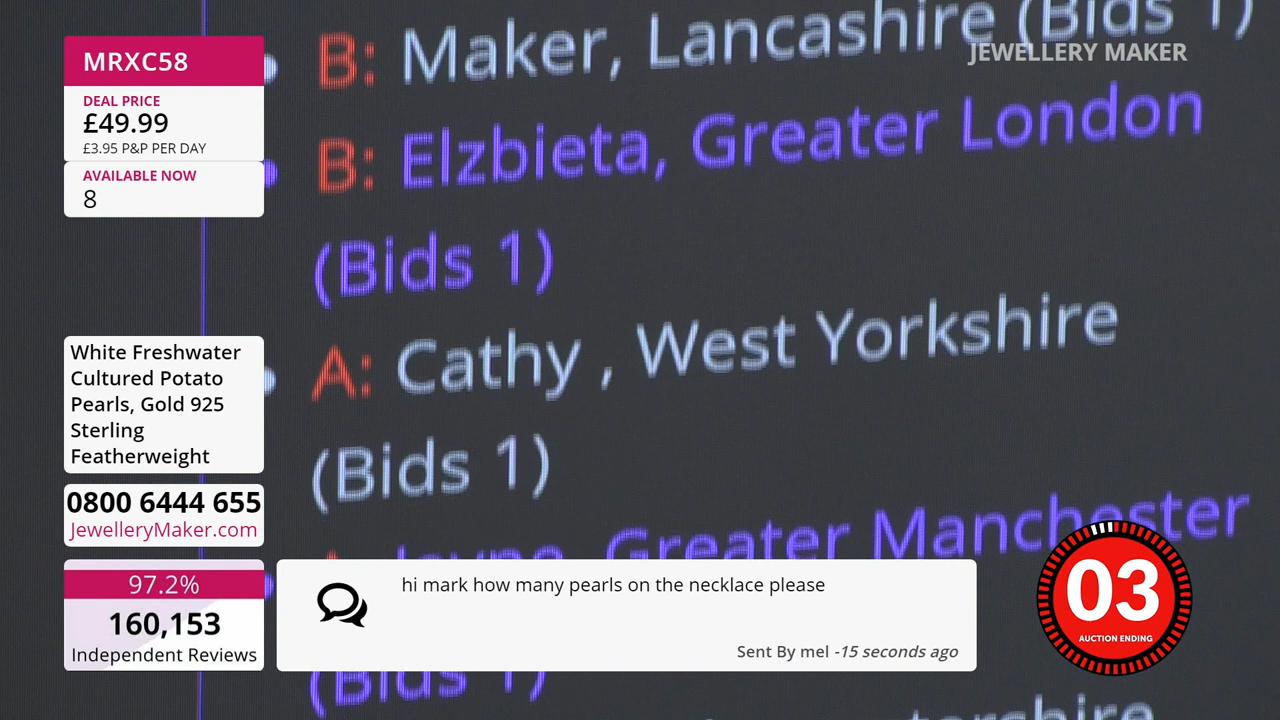 MRXC58
DEAL PRICE
£49.99
£3.95 P&P PER DAY
AVAILABLE NOW
8
White Freshwater
Cultured Potato
Pearls, Gold 925
Sterling
Featherweight
0800 6444 655
JewelleryMaker.com
97.2%
160,153
Independent Reviews
B: Maker, Lancashire (Bids 1)
JEWELLERY MAKER
B: Elzbieta, Greater London
(Bids 1)
A: Cathy , West Yorkshire
(Bids 1)
Greater Manchester
hi mark how many pearls on the necklace please
Sent By mel -15 seconds ago
(Bids 1)
03
AUCTION ENDING